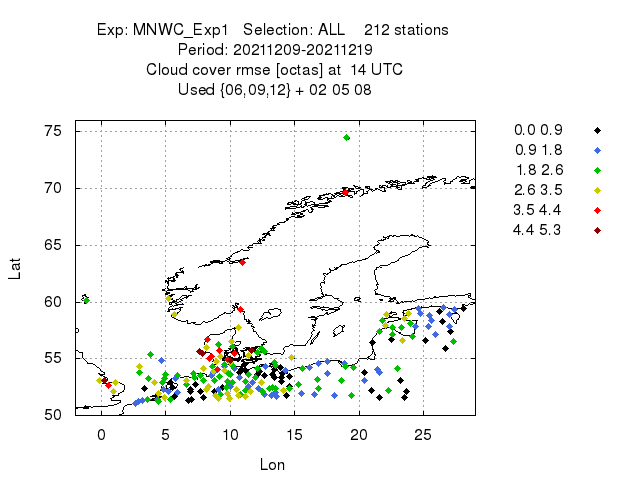 Exp: MNWC_Exp1 Selection: ALL 212 stations
Period: 20211209-20211219
Cloud cover rmse [octas] at 14 UTC
Used {06,09,12} + 02 05 08
0.0 0.9
0.9 1.8
1.8 2.6
2.6 3.5
3.5 4.4
4.4 5.3
Lat
75
70
65
60
55
50
0 5 10 15 20 25
Lon